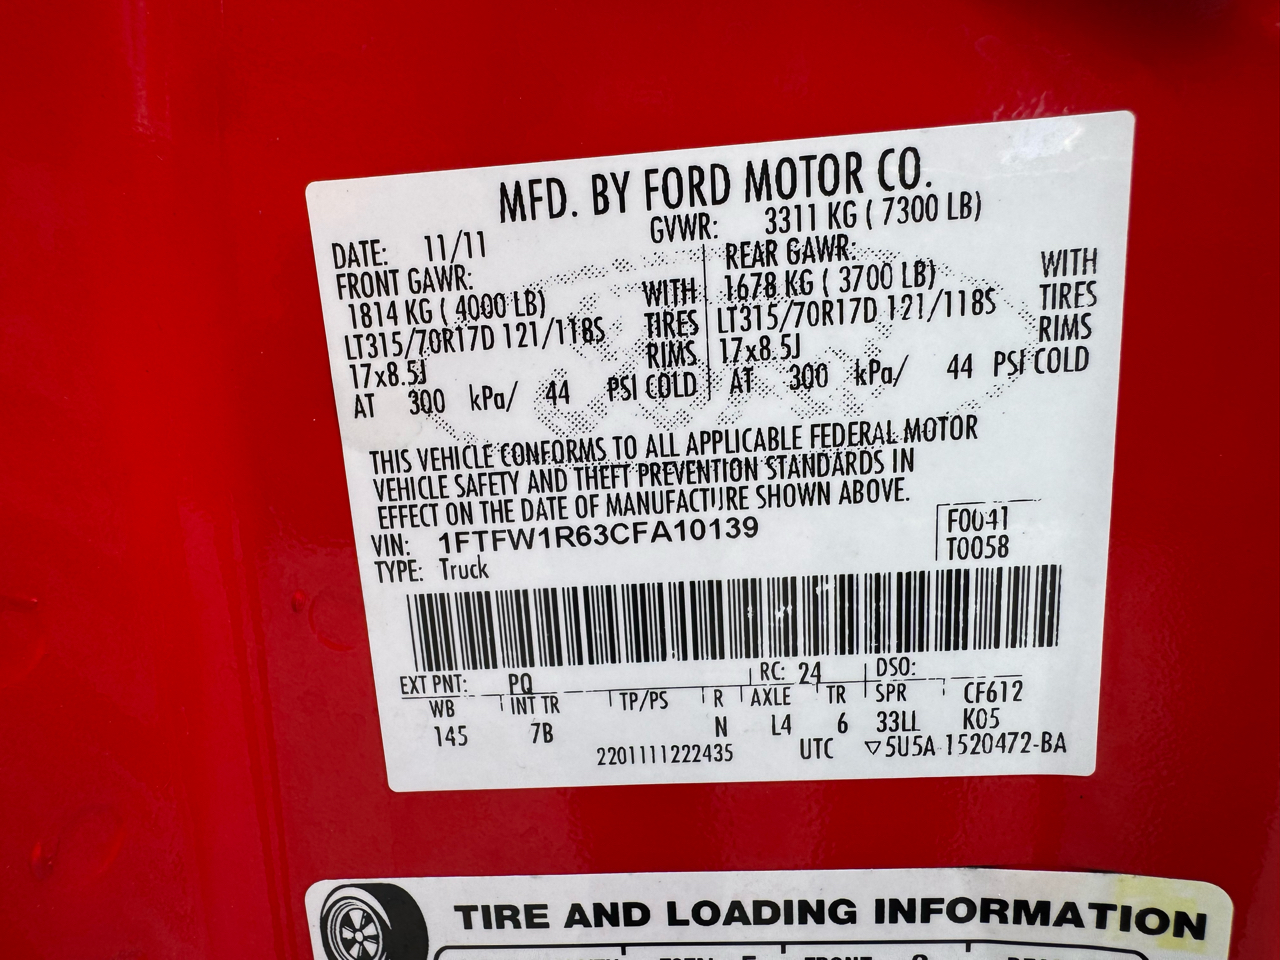 MFD. BY FORD MOTOR CO.
DATE: 11/11 GVWR: 3311 KG ( 7300 LB)
FRONT GAWR: REAR GAWR:
1814 KG ( 4000 LB) WITH 1678 KG ( 3700 LB) WITH
LT315/70R17D 121/118S TIRES LT315/70R17D 121/118S TIRES
17x8.5J RIMS 17x8.5J RIMS
AT 300 kPa/ 44 PSI COLD AT 300 kPa/ 44 PSI COLD
THIS VEHICLE CONFORMS TO ALL APPLICABLE FEDERAL MOTOR
VEHICLE SAFETY AND THEFT PREVENTION STANDARDS IN
EFFECT ON THE DATE OF MANUFACTURE SHOWN ABOVE.
VIN: 1FTFW1R63CFA10139 F0041
TYPE: Truck T0058
EXT PNT: PQ RC: 24 DSO:
WB INT TR TP/PS R AXLE TR SPR CF612
145 7B N L4 6 33LL K05
2201111222435 UTC ▽5U5A 1520472-BA
TIRE AND LOADING INFORMATION